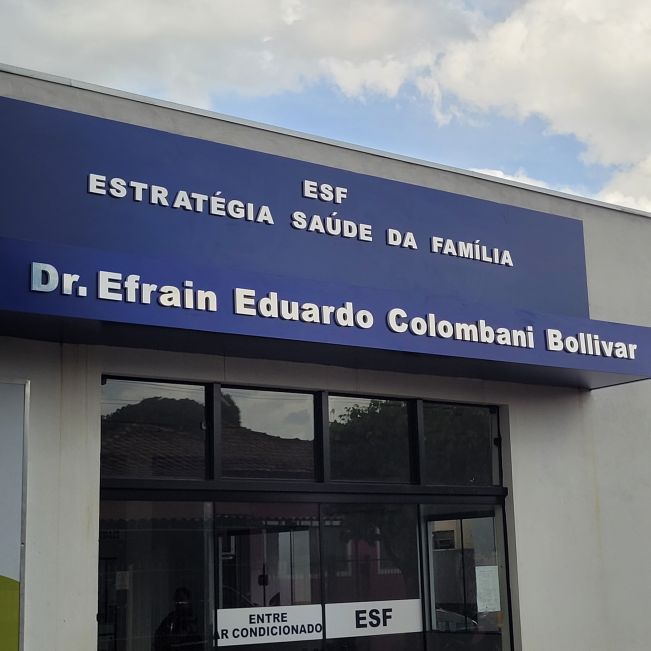 ESF
ESTRATÉGIA SAÚDE DA FAMÍLIA
Dr. Efrain Eduardo Colombani Bollivar
ENTRE
AR CONDICIONADO
ESF